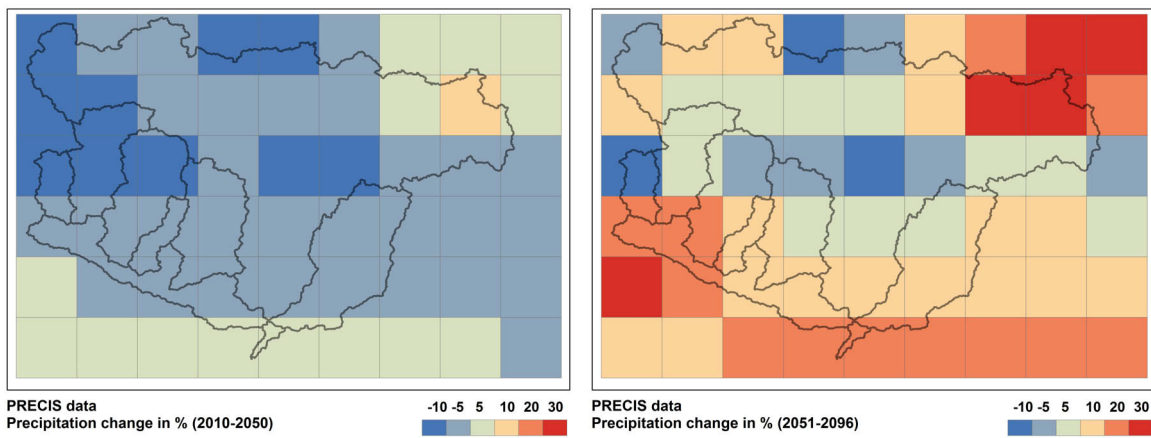 PRECIS data
Precipitation change in % (2010-2050)
-10 -5 5 10 20 30
PRECIS data
Precipitation change in % (2051-2096)
-10 -5 5 10 20 30